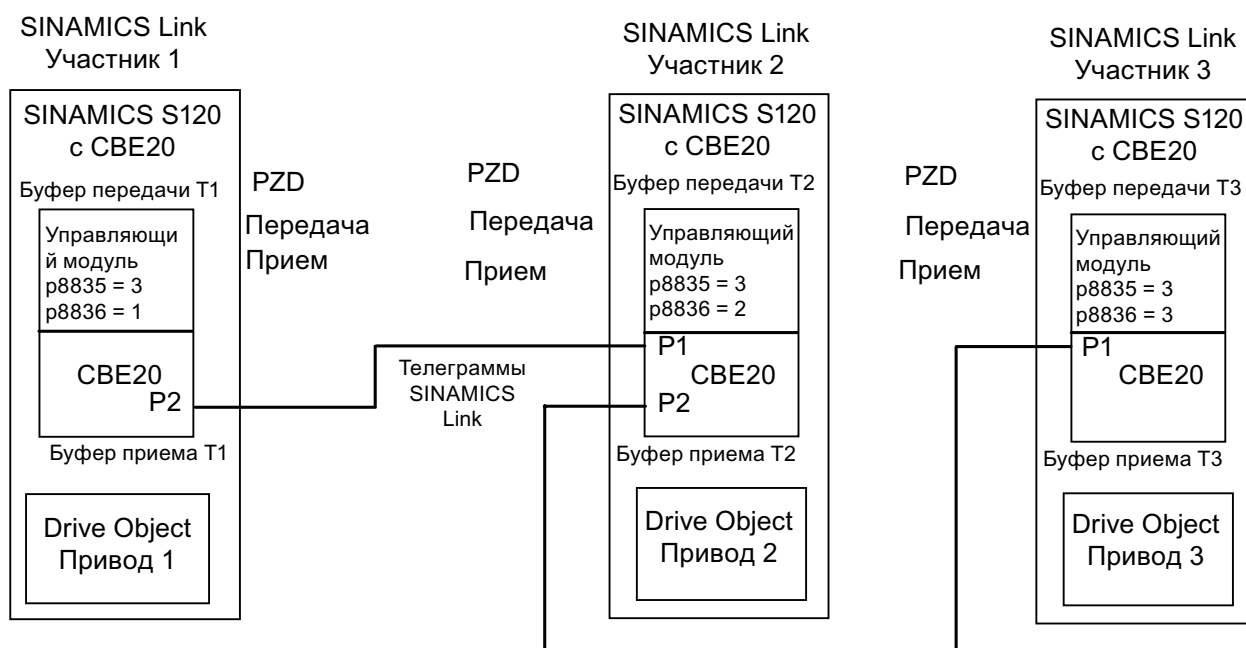 SINAMICS Link
Участник 1
SINAMICS S120
с CBE20
Буфер передачи T1
Управляющи
й модуль
p8835 = 3
p8836 = 1
CBE20
P2
Буфер приема T1
Drive Object
Привод 1
PZD
Передача
Прием
Телеграммы
SINAMICS
Link
PZD
Передача
Прием
SINAMICS Link
Участник 2
SINAMICS S120
с CBE20
Буфер передачи T2
Управляющий
модуль
p8835 = 3
p8836 = 2
P1
CBE20
P2
Буфер приема T2
Drive Object
Привод 2
PZD
Передача
Прием
SINAMICS Link
Участник 3
SINAMICS S120
с CBE20
Буфер передачи T3
Управляющий
модуль
p8835 = 3
p8836 = 3
P1
CBE20
Буфер приема T3
Drive Object
Привод 3